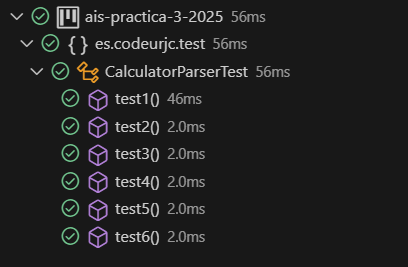 ais-practica-3-2025 56ms
{ } es.codeurjc.test 56ms
CalculatorParserTest 56ms
test1() 46ms
test2() 2.0ms
test3() 2.0ms
test4() 2.0ms
test5() 2.0ms
test6() 2.0ms